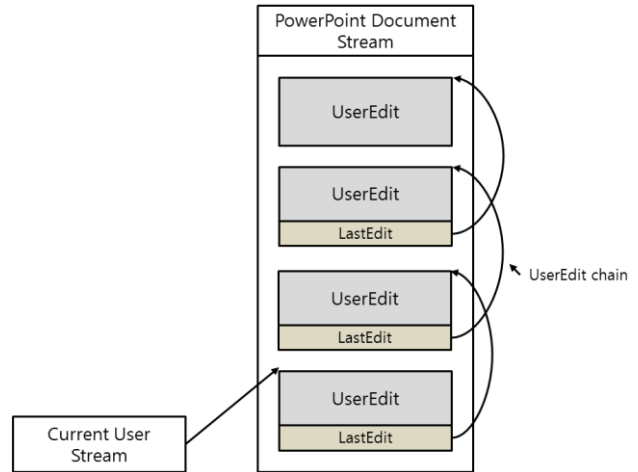 PowerPoint Document
Stream
UserEdit
UserEdit
LastEdit
UserEdit
LastEdit
UserEdit chain
UserEdit
LastEdit
Current User
Stream